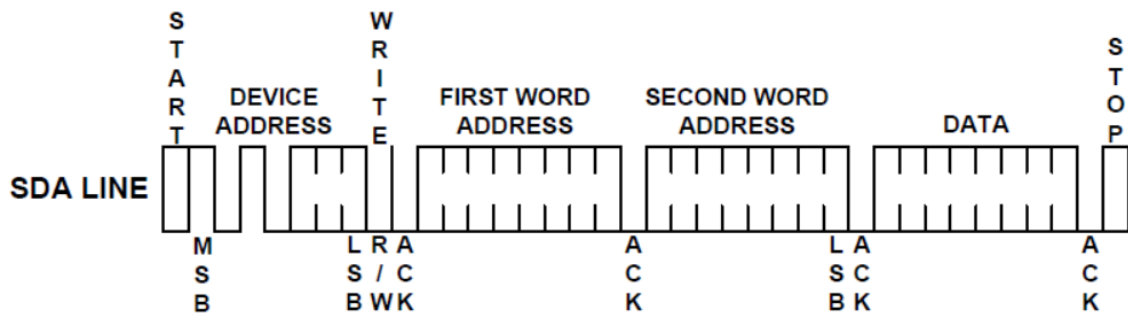 START
WRITE
STOP
DEVICE
ADDRESS
FIRST WORD
ADDRESS
SECOND WORD
ADDRESS
DATA
SDA LINE
MSB
LSB
R/W
ACK
ACK
LSB
ACK
ACK